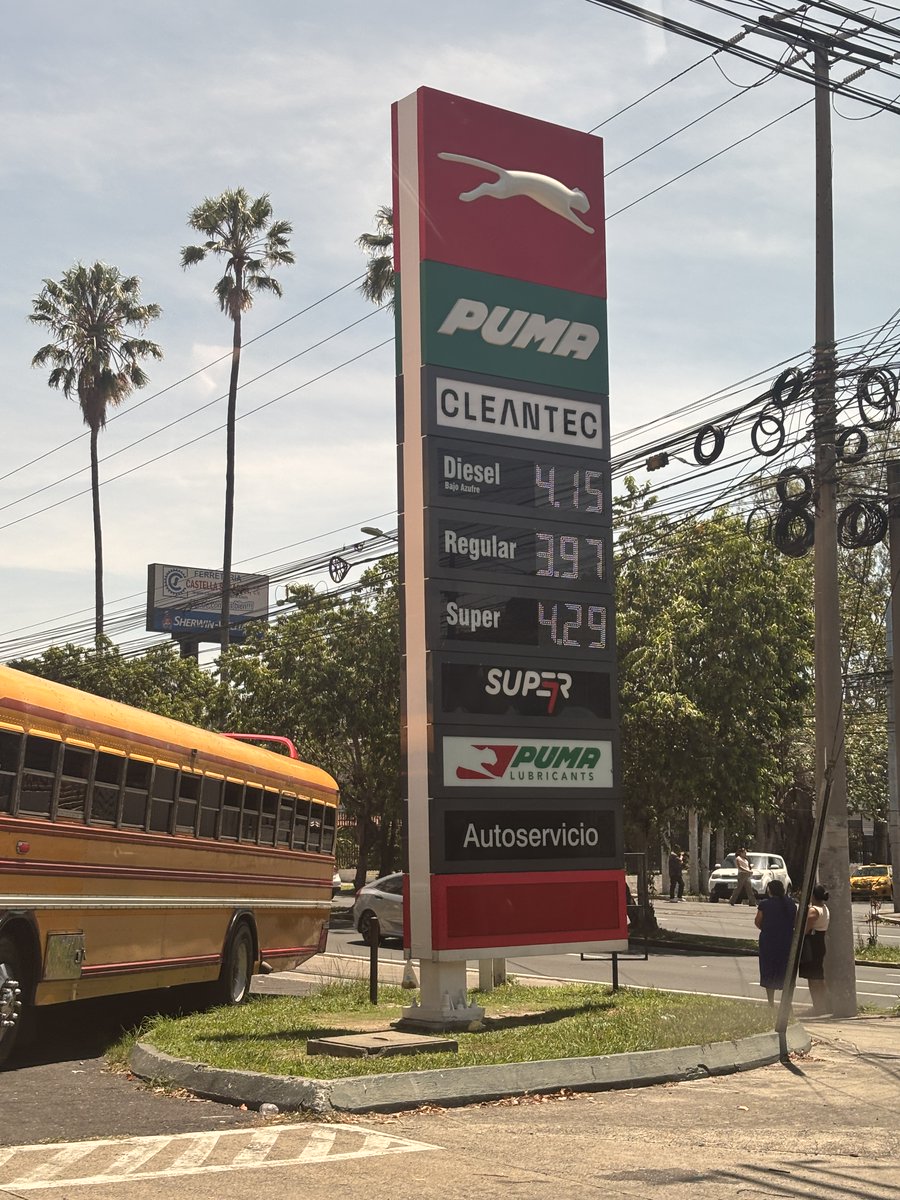 PUMA
CLEANTEC
Diesel 4.15
Bajo Azufre
Regular 3.97
Super 4.29
SUPER
PUMA
LUBRICANTS
Autoservicio
FERRETERIA
CASTELLA
SHERWIN-